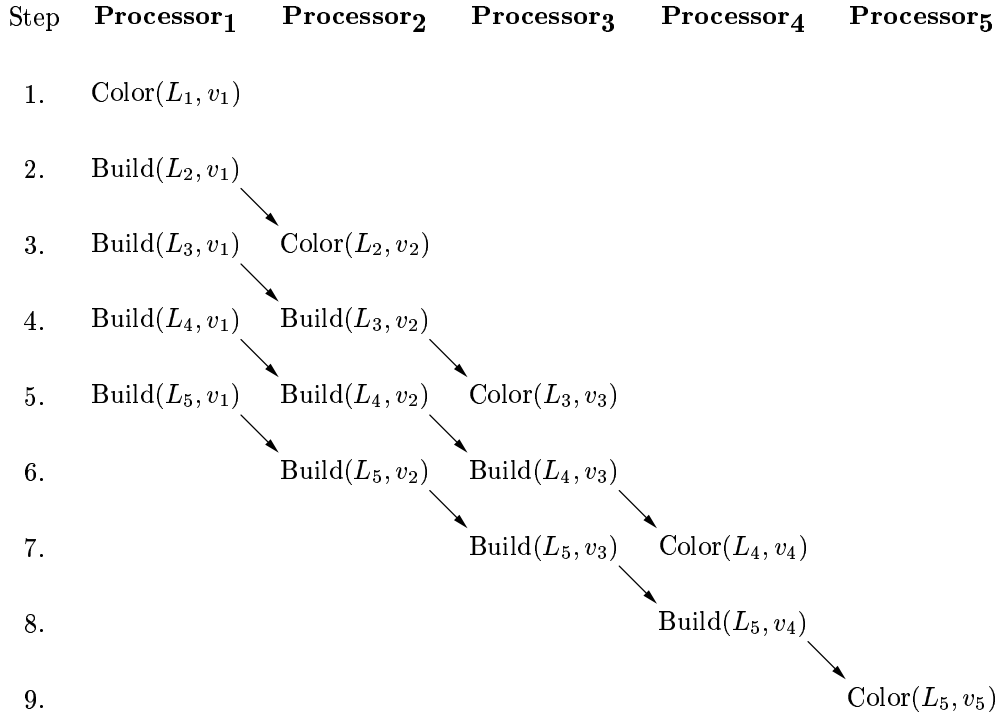 Step Processor₁ Processor₂ Processor₃ Processor₄ Processor₅
1. Color(L₁, v₁)
2. Build(L₂, v₁)
3. Build(L₃, v₁) Color(L₂, v₂)
4. Build(L₄, v₁) Build(L₃, v₂)
5. Build(L₅, v₁) Build(L₄, v₂) Color(L₃, v₃)
6. Build(L₅, v₂) Build(L₄, v₃)
7. Build(L₅, v₃) Color(L₄, v₄)
8. Build(L₅, v₄)
9. Color(L₅, v₅)